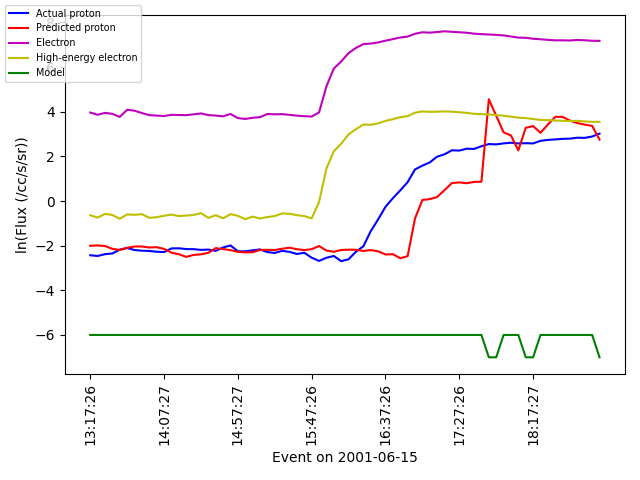 Actual proton
Predicted proton
Electron
High-energy electron
Model
4
2
0
−2
−4
−6
ln(Flux (/cc/s/sr))
13:17:26
14:07:27
14:57:27
15:47:26
16:37:26
17:27:26
18:17:27
Event on 2001-06-15